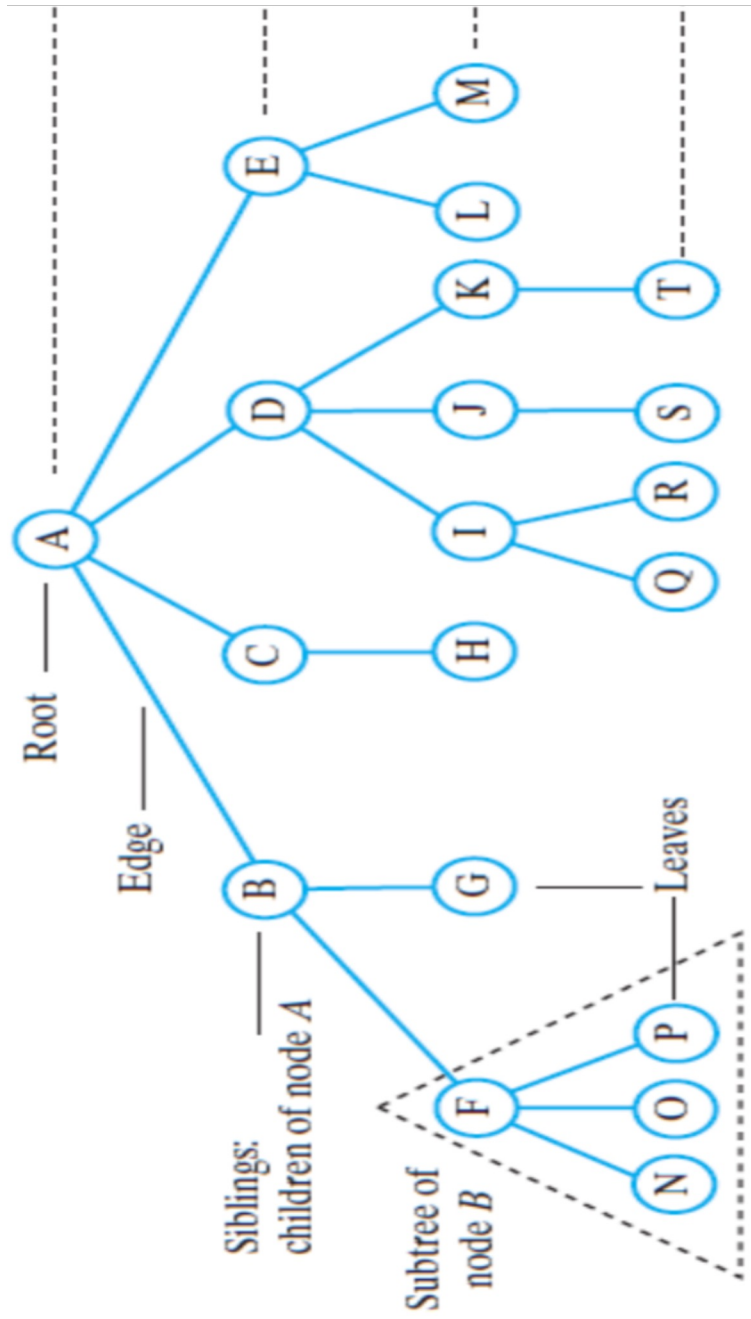 Root
A
Edge
Siblings:
children of node A
B
C
D
E
Subtree of
node B
F
G
H
I
J
K
L
M
N
O
P
Leaves
Q
R
S
T